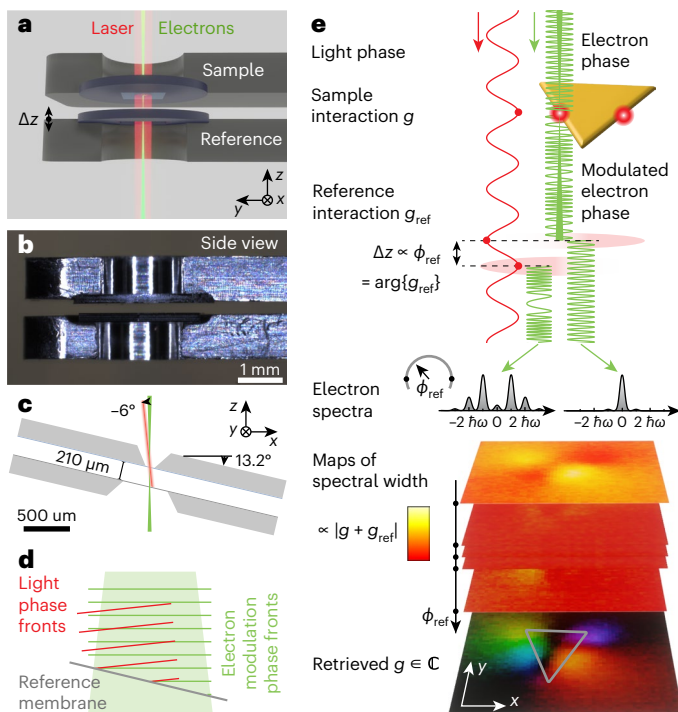 a
Laser
Electrons
Sample
Δz
Reference
z
y
x
b
Side view
1 mm
c
–6°
z
y
x
210 µm
13.2°
500 um
d
Light
phase
fronts
Electron
modulation
phase fronts
Reference
membrane
e
Light phase
Electron
phase
Sample
interaction g
Modulated
electron
phase
Reference
interaction g_ref
Δz ∝ ϕ_ref
= arg{g_ref}
Electron
spectra
ϕ_ref
–2 ℏω 0 2 ℏω
–2 ℏω 0 2 ℏω
Maps of
spectral width
∝ |g + g_ref|
ϕ_ref
Retrieved g ∈ ℂ
y
x